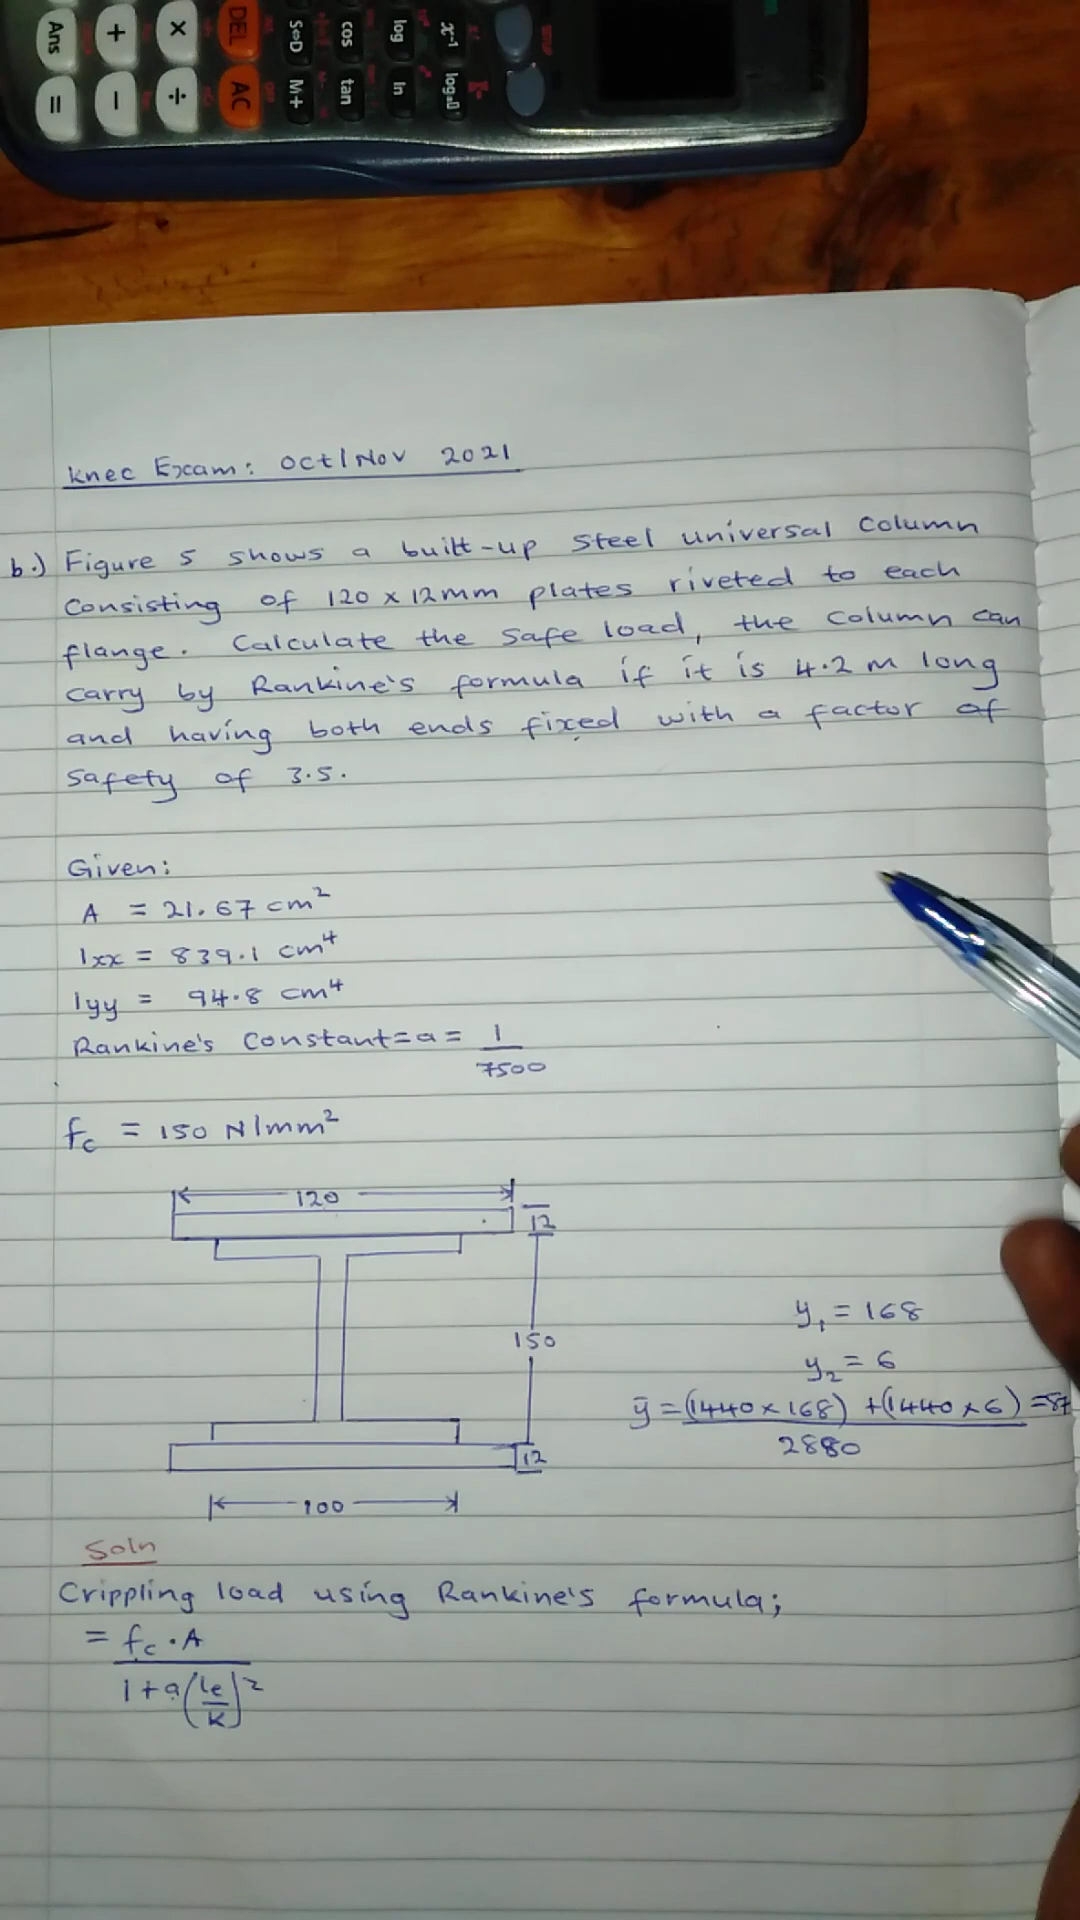 Ans
+
×
DEL
S⇔D
cos
log
x⁻¹
=
−
÷
AC
M+
tan
ln
Knec Exam: Oct/Nov 2021
b.) Figure 5 shows a built-up steel universal column
consisting of 120 x 12mm plates riveted to each
flange. Calculate the safe load, the column can
carry by Rankine's formula if it is 4.2 m long
and having both ends fixed with a factor of
safety of 3.5.
Given:
A = 21.67 cm²
Ixx = 839.1 cm⁴
Iyy = 94.8 cm⁴
Rankine's constant = a = 1
7500
fc = 150 N/mm²
120
12
150
y₁ = 168
y₂ = 6
ȳ = (1440 x 168) + (1440 x 6) = 87
2880
12
100
Soln
Crippling load using Rankine's formula;
= fc · A
1 + a (le/k)²